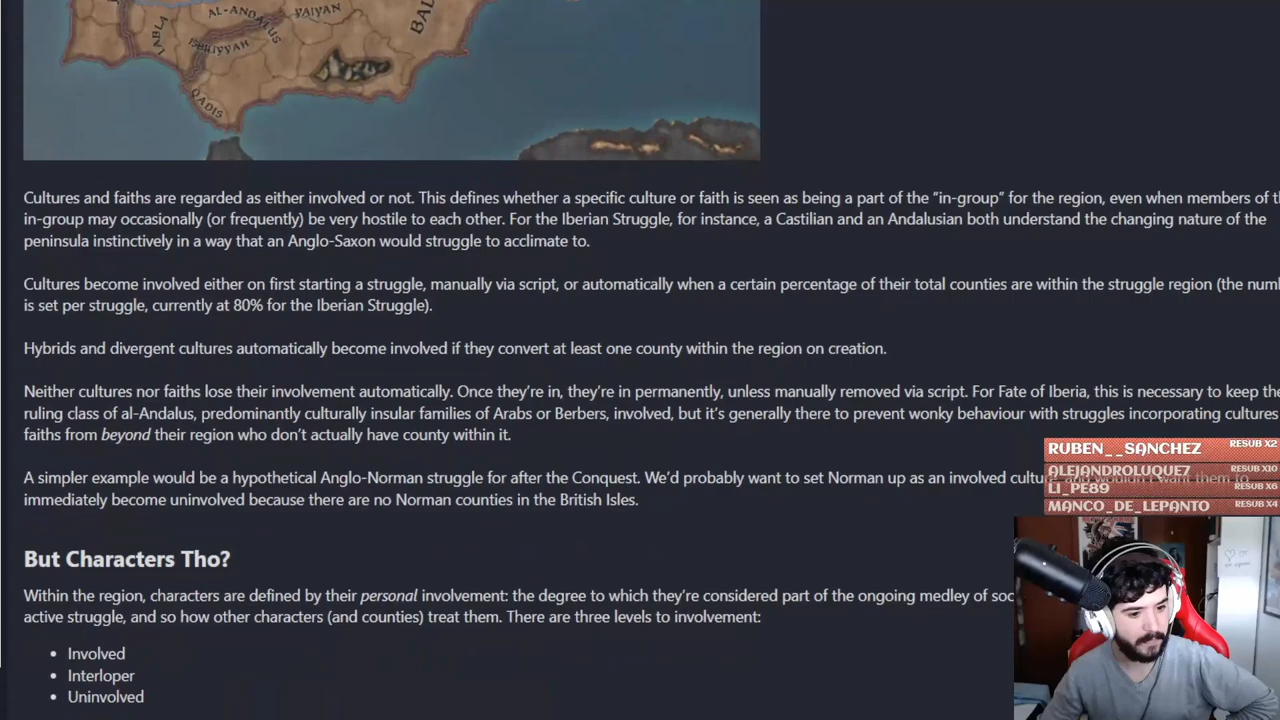 AL-ANDALUS
YAIYAN
LABLA
ISHBILIYYAH
BAL
QADIS
Cultures and faiths are regarded as either involved or not. This defines whether a specific culture or faith is seen as being a part of the “in-group” for the region, even when members of th
in-group may occasionally (or frequently) be very hostile to each other. For the Iberian Struggle, for instance, a Castilian and an Andalusian both understand the changing nature of the
peninsula instinctively in a way that an Anglo-Saxon would struggle to acclimate to.
Cultures become involved either on first starting a struggle, manually via script, or automatically when a certain percentage of their total counties are within the struggle region (the num
is set per struggle, currently at 80% for the Iberian Struggle).
Hybrids and divergent cultures automatically become involved if they convert at least one county within the region on creation.
Neither cultures nor faiths lose their involvement automatically. Once they’re in, they’re in permanently, unless manually removed via script. For Fate of Iberia, this is necessary to keep the
ruling class of al-Andalus, predominantly culturally insular families of Arabs or Berbers, involved, but it’s generally there to prevent wonky behaviour with struggles incorporating cultures
faiths from beyond their region who don’t actually have county within it.
A simpler example would be a hypothetical Anglo-Norman struggle for after the Conquest. We’d probably want to set Norman up as an involved cultu and wouldn't want them to
immediately become uninvolved because there are no Norman counties in the British Isles.
RUBEN__SANCHEZ RESUB X2
ALEJANDROLUQUE7 RESUB X10
LI_PE89 RESUB X6
MANCO_DE_LEPANTO RESUB X4
But Characters Tho?
Within the region, characters are defined by their personal involvement: the degree to which they’re considered part of the ongoing medley of soc
active struggle, and so how other characters (and counties) treat them. There are three levels to involvement:
• Involved
• Interloper
• Uninvolved